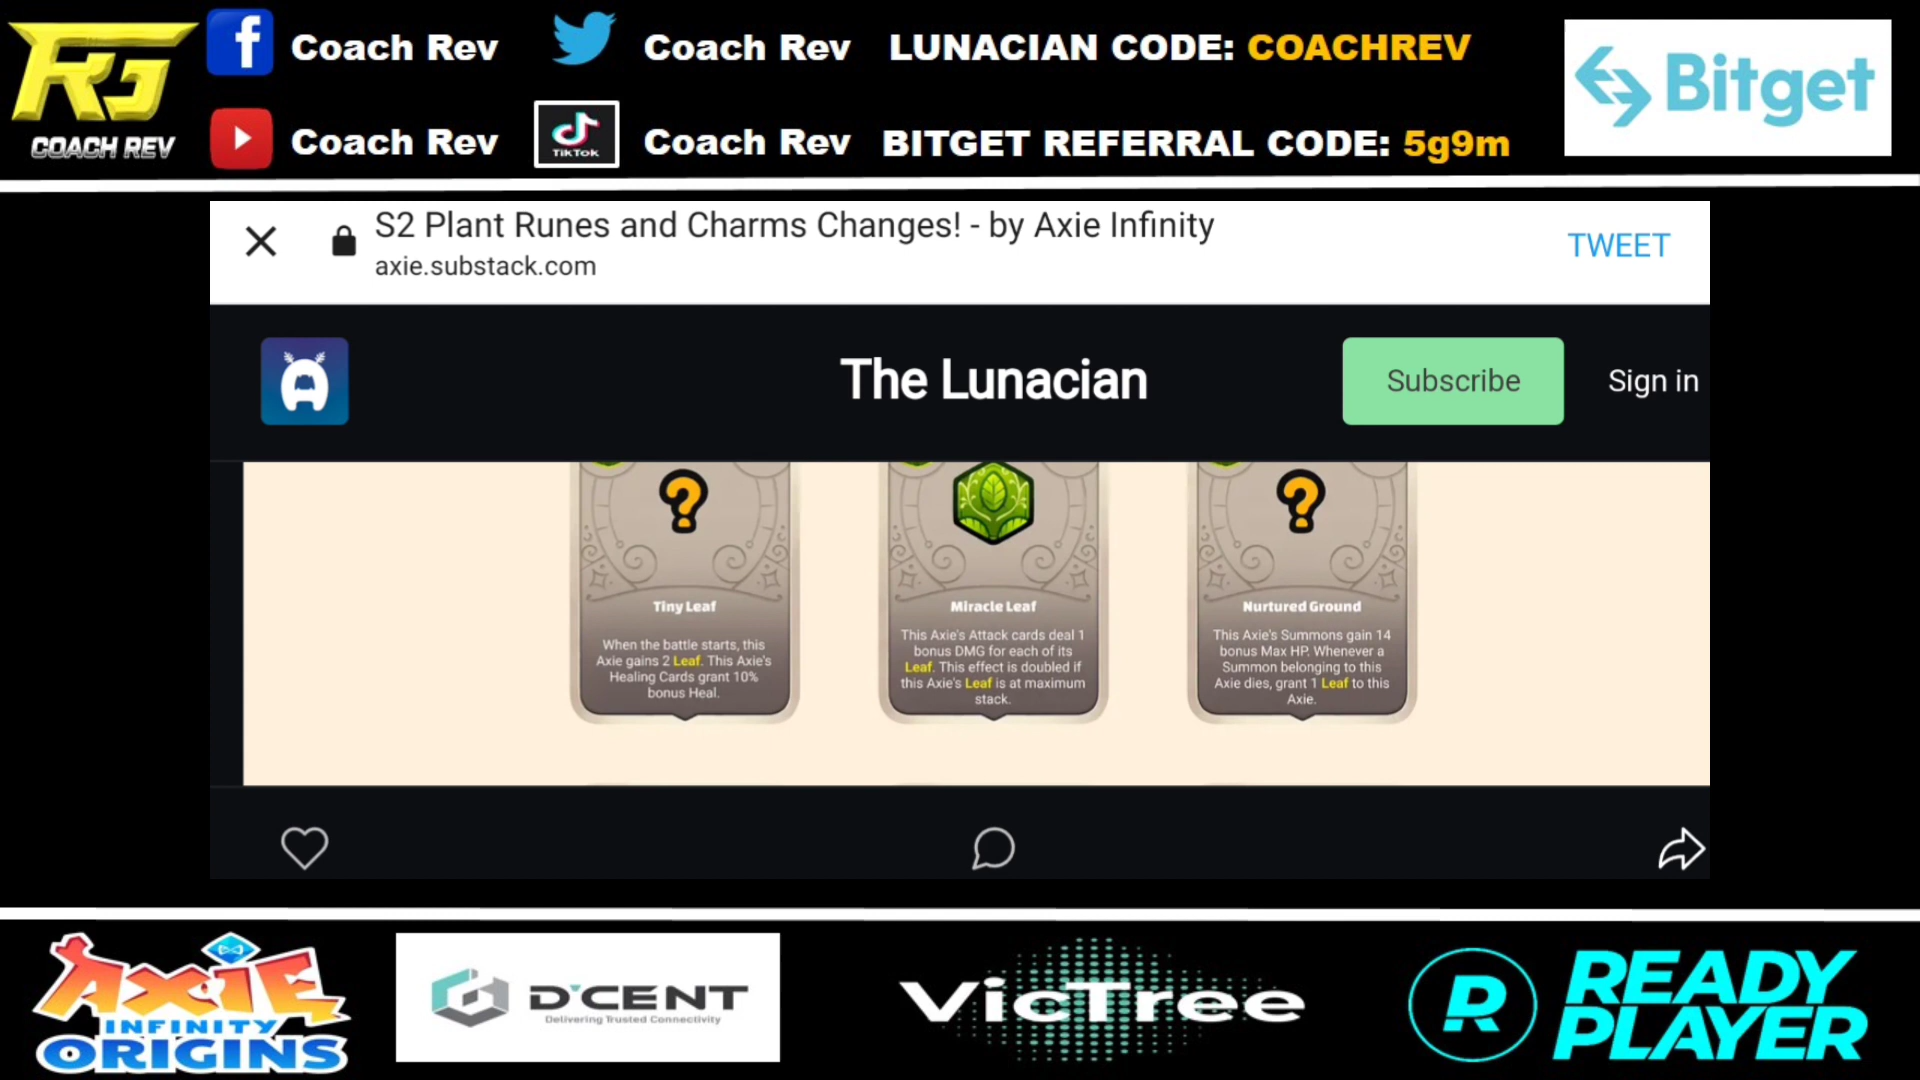 RG
COACH REV
Coach Rev
Coach Rev
LUNACIAN CODE: COACHREV
Bitget
Coach Rev
TikTok
Coach Rev
BITGET REFERRAL CODE: 5g9m
S2 Plant Runes and Charms Changes! - by Axie Infinity
axie.substack.com
TWEET
The Lunacian
Subscribe
Sign in
Tiny Leaf
When the battle starts, this
Axie gains 2 Leaf. This Axie's
Healing Cards grant 10%
bonus Heal.
Miracle Leaf
This Axie's Attack cards deal 1
bonus DMG for each of its
Leaf. This effect is doubled if
this Axie's Leaf is at maximum
stack.
Nurtured Ground
This Axie's Summons gain 14
bonus Max HP. Whenever a
Summon belonging to this
Axie dies, grant 1 Leaf to this
Axie.
AXIE
INFINITY
ORIGINS
D'CENT
Delivering Trusted Connectivity
VicTree
R
READY
PLAYER